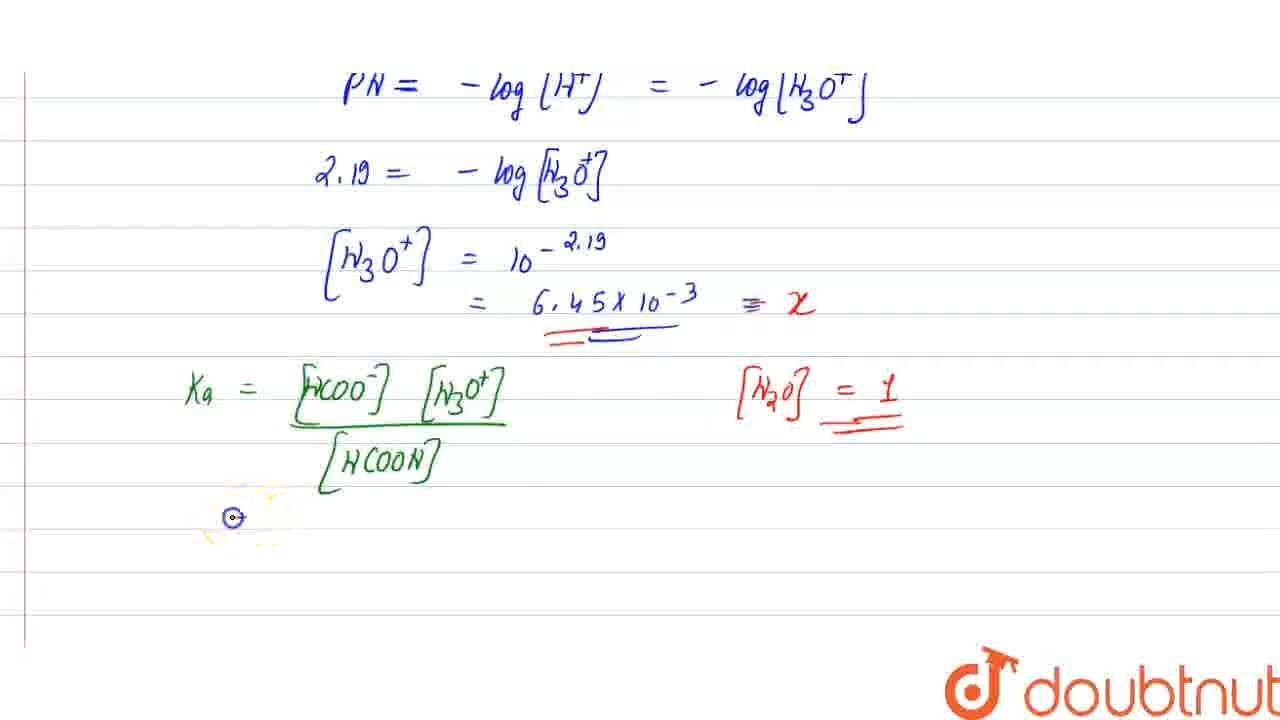 pH = - log [H+] = - log [H3O+]
2.19 = - log [H3O+]
[H3O+] = 10^-2.19
= 6.45 x 10^-3 = x
Ka = [HCOO-] [H3O+] / [HCOOH]
[H2O] = 1
doubtnut